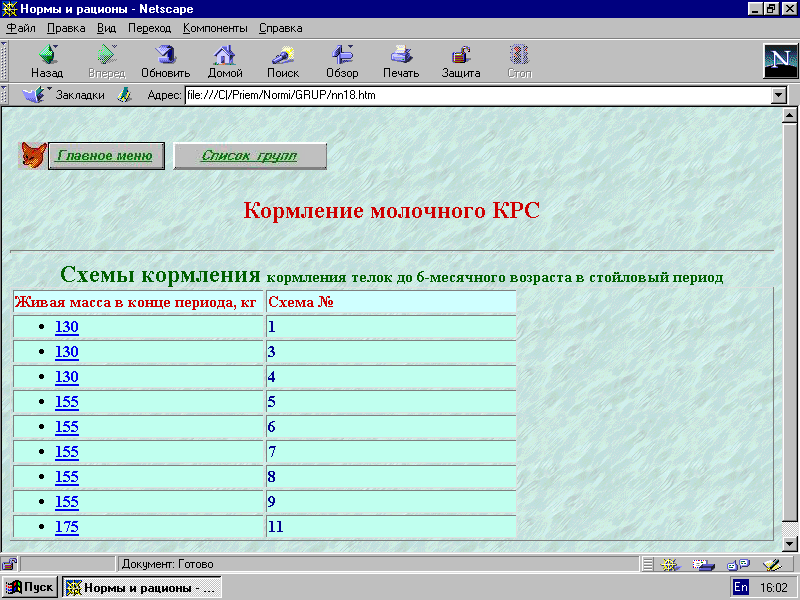 Нормы и рационы - Netscape
Файл Правка Вид Переход Компоненты Справка
Назад Вперед Обновить Домой Поиск Обзор Печать Защита Стоп
N
Закладки Адрес: file:///C|/Priem/Normi/GRUP/nn18.htm
Главное меню Список групп
Кормление молочного КРС
Схемы кормления кормления телок до 6-месячного возраста в стойловый период
Живая масса в конце периода, кг Схема №
130 1
130 3
130 4
155 5
155 6
155 7
155 8
155 9
175 11
Документ: Готово
Пуск Нормы и рационы - ... En 16:02